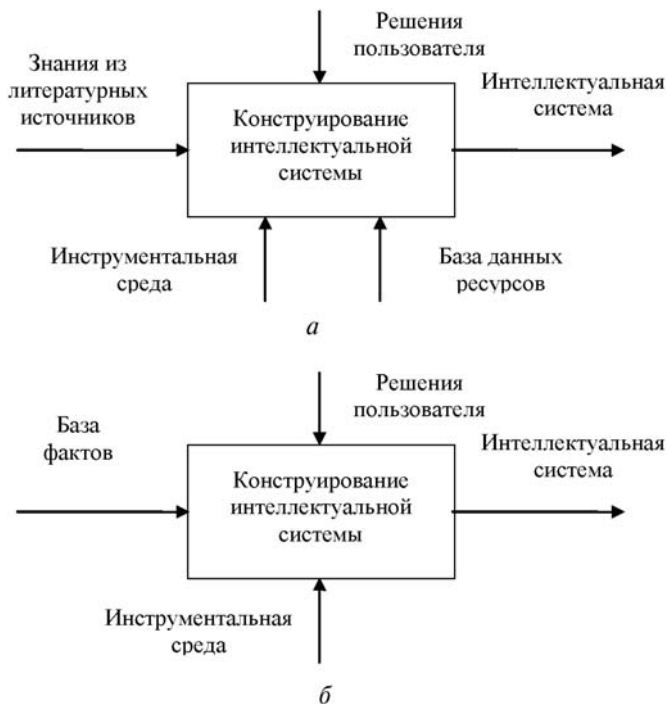 Решения
пользователя
Знания из
литературных
источников
Интеллектуальная
система
Конструирование
интеллектуальной
системы
Инструментальная
среда
База данных
ресурсов
а
Решения
пользователя
База
фактов
Интеллектуальная
система
Конструирование
интеллектуальной
системы
Инструментальная
среда
б